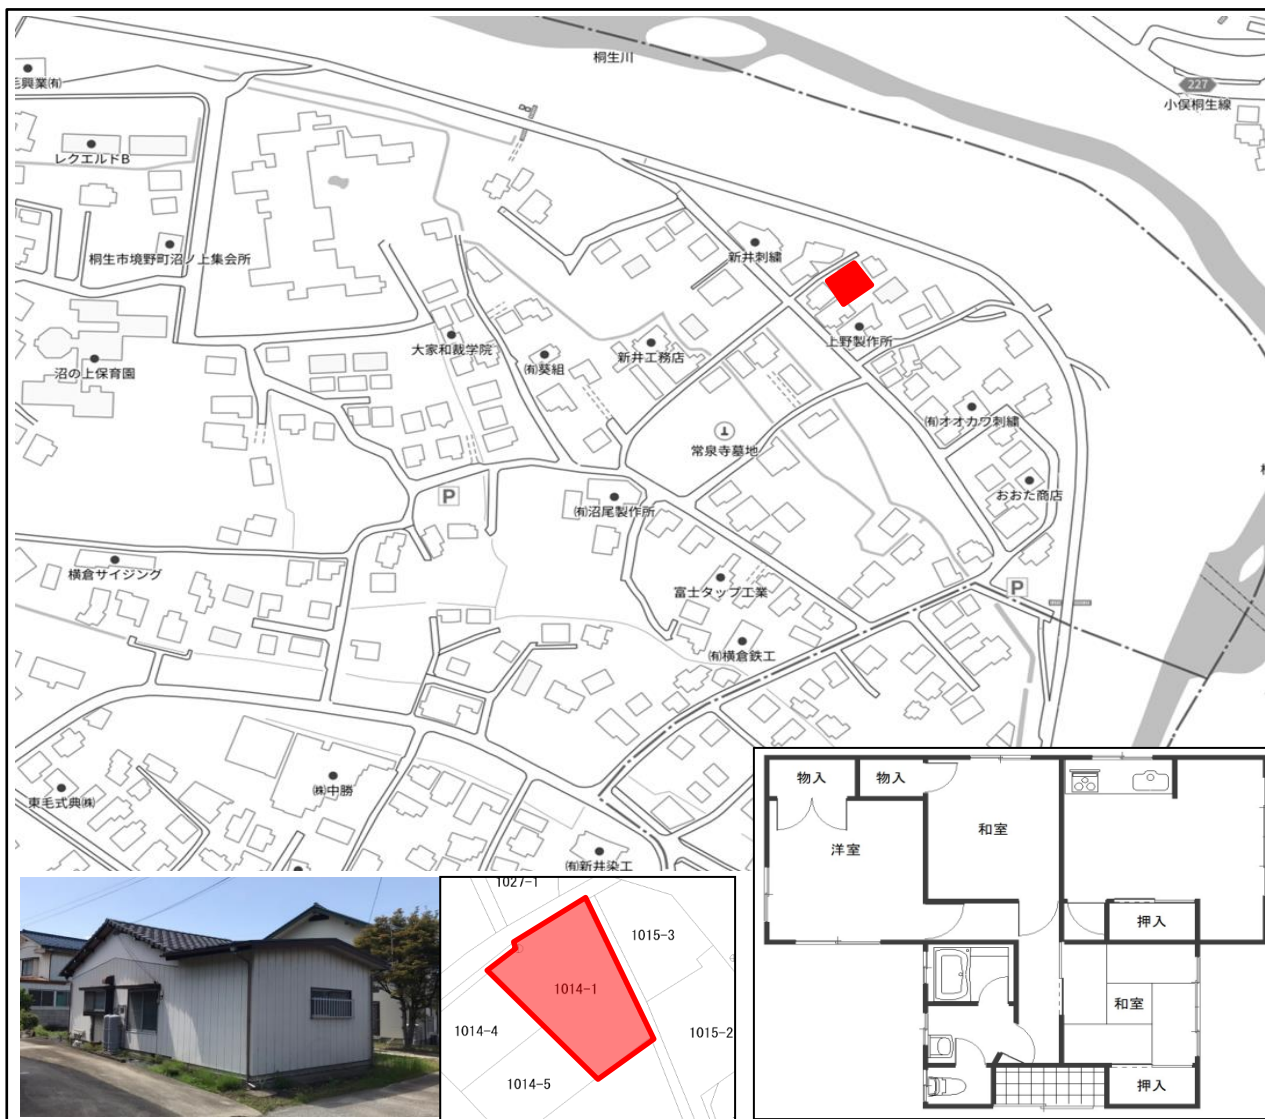 桐生川
毛興業㈲
227
小俣桐生線
レクエルドB
桐生市境野町沼ノ上集会所
新井刺繍
上野製作所
大家和裁学院
㈲葵組
新井工務店
沼の上保育園
㈲オオカワ刺繍
常泉寺墓地
おおた商店
P
㈲沼尾製作所
横倉サイジング
富士タップ工業
P
㈲横倉鉄工
東毛式典㈱
㈱中勝
㈲新井染工
1027-1
1015-3
1014-1
1014-4
1015-2
1014-5
物入
物入
洋室
和室
押入
和室
押入